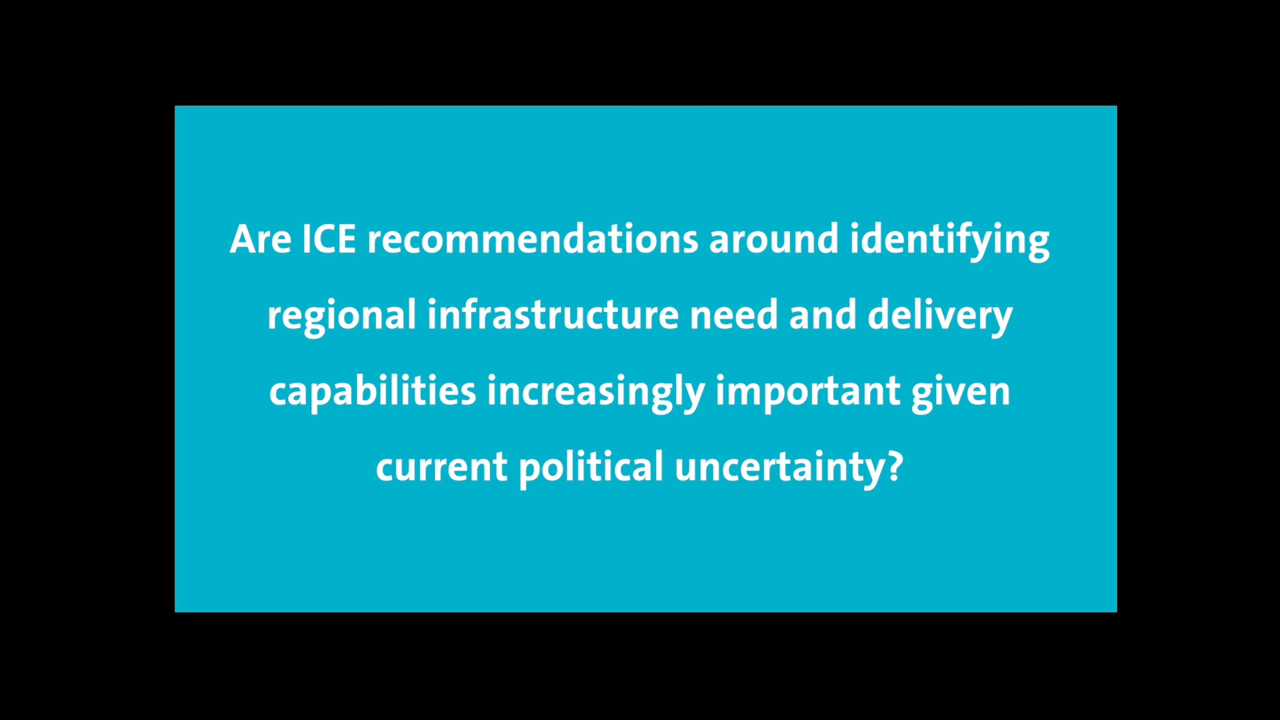 Are ICE recommendations around identifying
regional infrastructure need and delivery
capabilities increasingly important given
current political uncertainty?